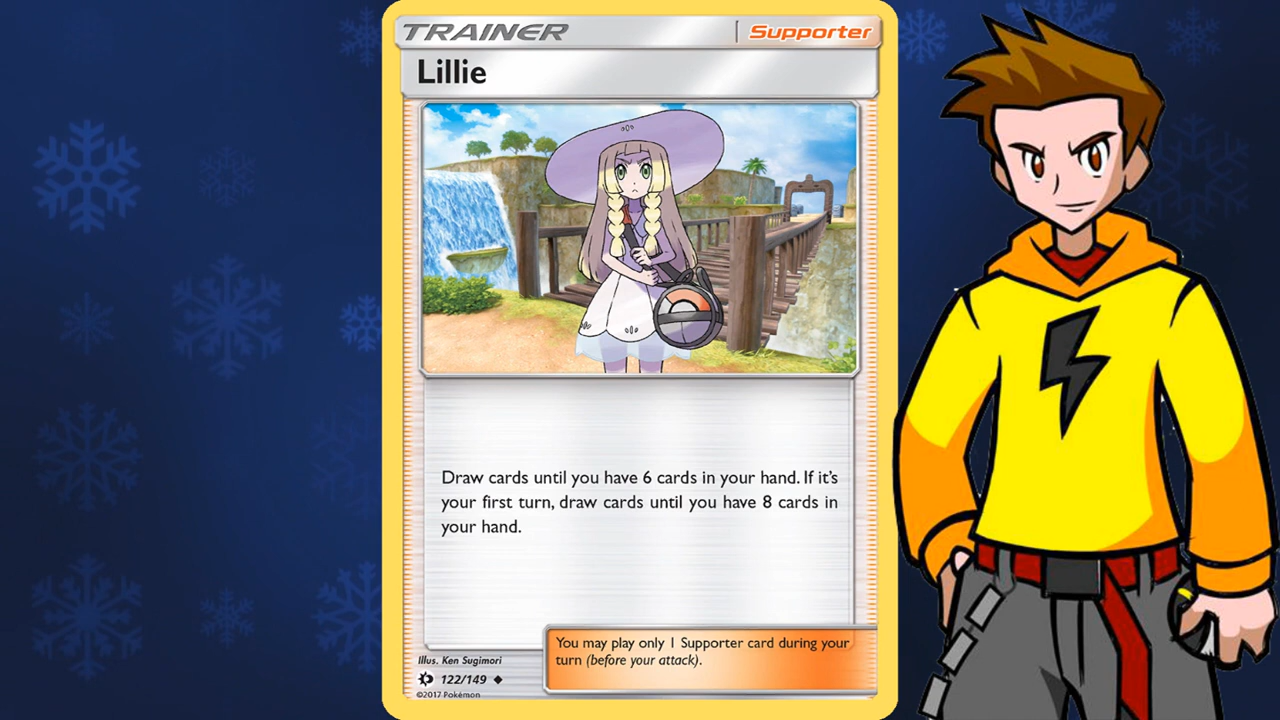 TRAINER
Supporter
Lillie
Draw cards until you have 6 cards in your hand. If it's
your first turn, draw cards until you have 8 cards in
your hand.
You may play only 1 Supporter card during your
turn (before your attack).
Illus. Ken Sugimori
122/149
©2017 Pokémon